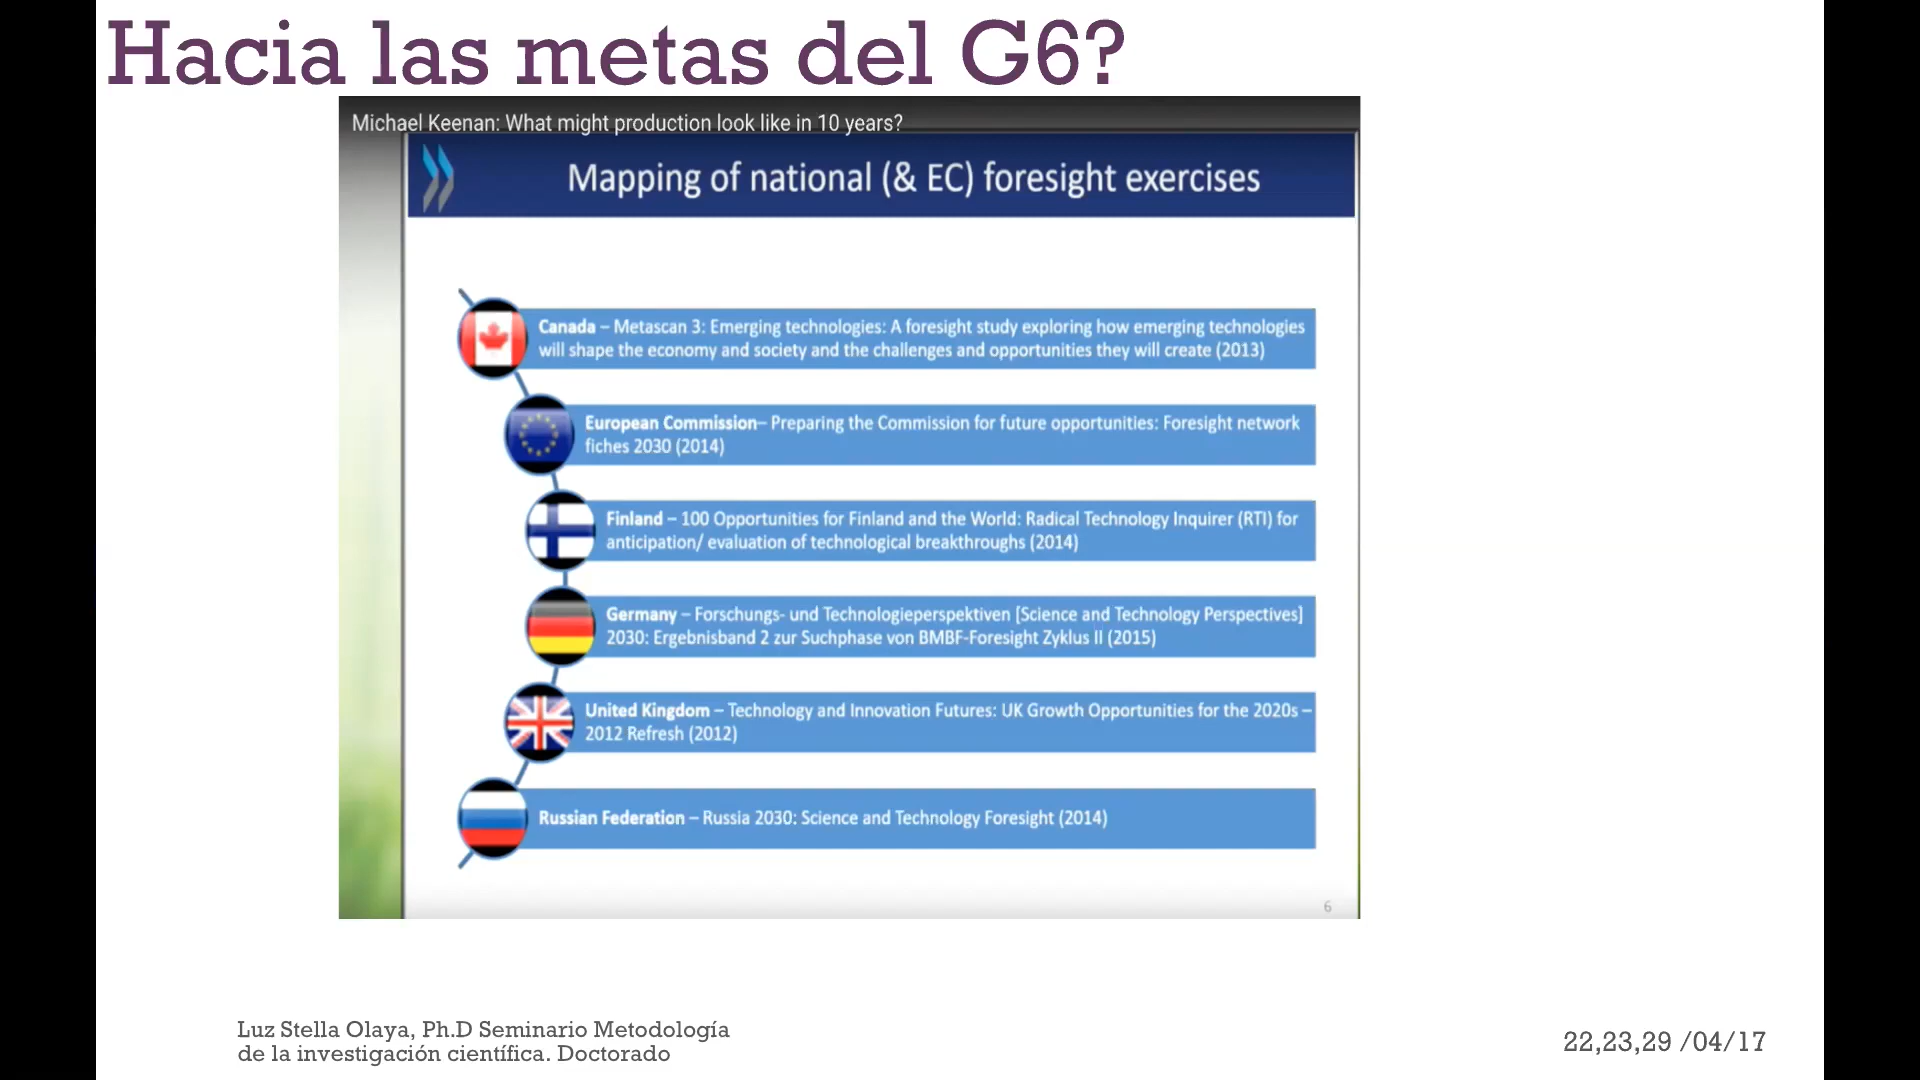 Hacia las metas del G6?
Michael Keenan: What might production look like in 10 years?
Mapping of national (& EC) foresight exercises
Canada – Metascan 3: Emerging technologies: A foresight study exploring how emerging technologies
will shape the economy and society and the challenges and opportunities they will create (2013)
European Commission– Preparing the Commission for future opportunities: Foresight network
fiches 2030 (2014)
Finland – 100 Opportunities for Finland and the World: Radical Technology Inquirer (RTI) for
anticipation/ evaluation of technological breakthroughs (2014)
Germany – Forschungs- und Technologieperspektiven [Science and Technology Perspectives]
2030: Ergebnisband 2 zur Suchphase von BMBF-Foresight Zyklus II (2015)
United Kingdom – Technology and Innovation Futures: UK Growth Opportunities for the 2020s –
2012 Refresh (2012)
Russian Federation – Russia 2030: Science and Technology Foresight (2014)
6
Luz Stella Olaya, Ph.D Seminario Metodología
de la investigación científica. Doctorado
22,23,29 /04/17